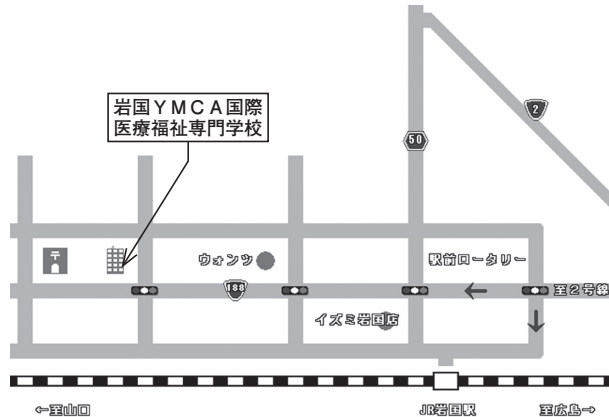 2
50
岩国YMCA国際
医療福祉専門学校
ウォンツ
駅前ロータリー
188
至2号線
イズミ岩国店
←至山口
JR岩国駅
至広島→